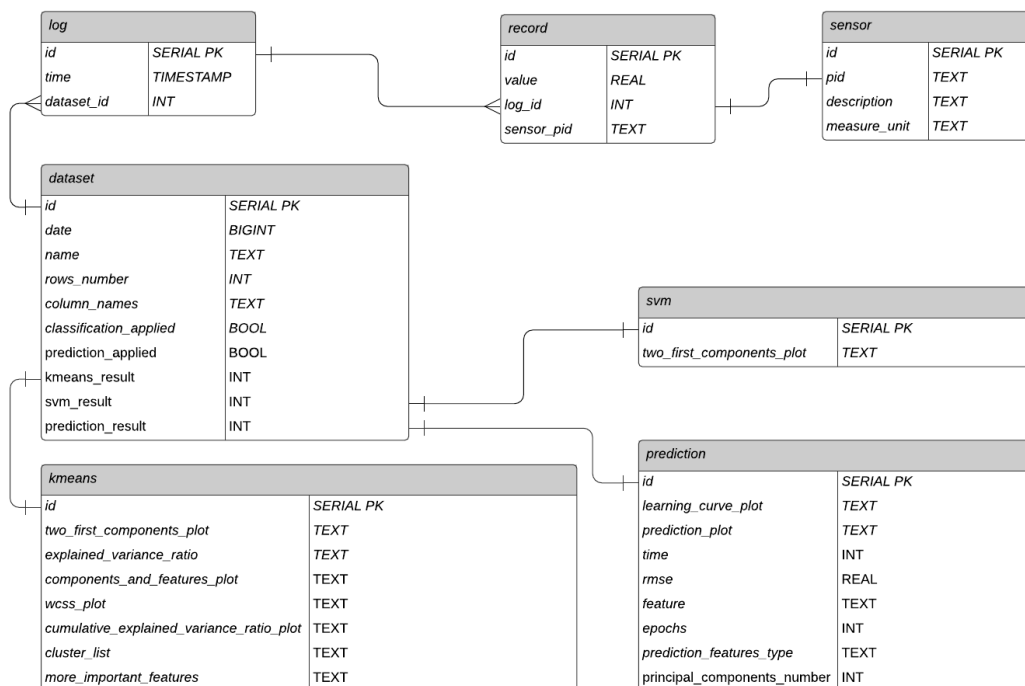 log
id SERIAL PK
time TIMESTAMP
dataset_id INT
record
id SERIAL PK
value REAL
log_id INT
sensor_pid TEXT
sensor
id SERIAL PK
pid TEXT
description TEXT
measure_unit TEXT
dataset
id SERIAL PK
date BIGINT
name TEXT
rows_number INT
column_names TEXT
classification_applied BOOL
prediction_applied BOOL
kmeans_result INT
svm_result INT
prediction_result INT
svm
id SERIAL PK
two_first_components_plot TEXT
kmeans
id SERIAL PK
two_first_components_plot TEXT
explained_variance_ratio TEXT
components_and_features_plot TEXT
wcss_plot TEXT
cumulative_explained_variance_ratio_plot TEXT
cluster_list TEXT
more_important_features TEXT
prediction
id SERIAL PK
learning_curve_plot TEXT
prediction_plot TEXT
time INT
rmse REAL
feature TEXT
epochs INT
prediction_features_type TEXT
principal_components_number INT